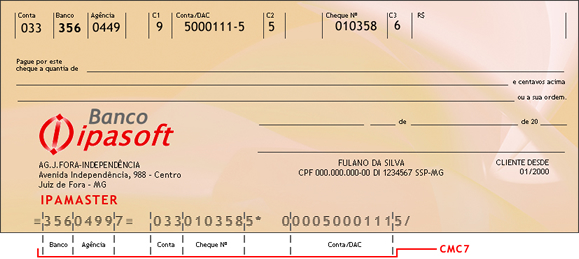 Conta Banco Agência C1 Conta/DAC C2 Cheque Nº C3 R$
033 356 0449 9 5000111-5 5 010358 6
Pague por este
cheque a quantia de
e centavos acima
ou a sua ordem.
de de 20
Banco
ipasoft
AG.J.FORA-INDEPENDÊNCIA
Avenida Independência, 988 - Centro
Juiz de Fora - MG
FULANO DA SILVA
CPF 000.000.000-00 DI 1234567 SSP-MG
CLIENTE DESDE
01/2000
IPAMASTER
=35604997= 0330103585* 000050001115/
Banco Agência Conta Cheque Nº Conta/DAC
CMC7